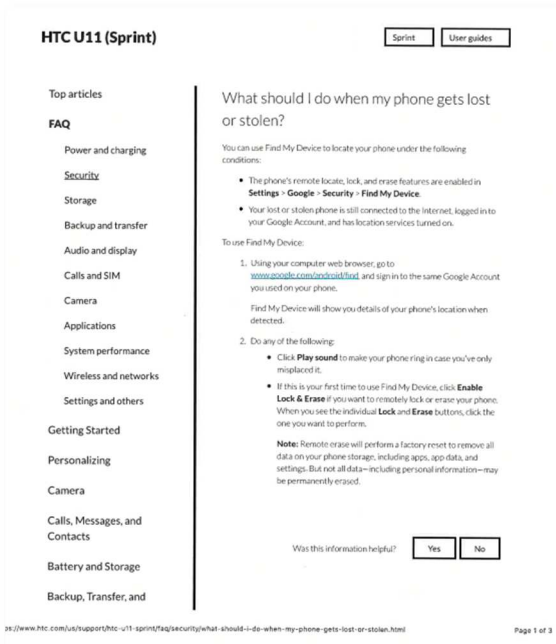 HTC U11 (Sprint)
Sprint
User guides
Top articles
FAQ
Power and charging
Security
Storage
Backup and transfer
Audio and display
Calls and SIM
Camera
Applications
System performance
Wireless and networks
Settings and others
Getting Started
Personalizing
Camera
Calls, Messages, and
Contacts
Battery and Storage
Backup, Transfer, and
What should I do when my phone gets lost
or stolen?
You can use Find My Device to locate your phone under the following
conditions:
• The phone's remote locate, lock, and erase features are enabled in
Settings > Google > Security > Find My Device.
• Your lost or stolen phone is still connected to the Internet, logged in to
your Google Account, and has location services turned on.
To use Find My Device:
1. Using your computer web browser, go to
www.google.com/android/find and sign in to the same Google Account
you used on your phone.
Find My Device will show you details of your phone's location when
detected.
2. Do any of the following:
• Click Play sound to make your phone ring in case you've only
misplaced it.
• If this is your first time to use Find My Device, click Enable
Lock & Erase if you want to remotely lock or erase your phone.
When you see the individual Lock and Erase buttons, click the
one you want to perform.
Note: Remote erase will perform a factory reset to remove all
data on your phone storage, including apps, app data, and
settings. But not all data—including personal information—may
be permanently erased.
Was this information helpful?
Yes
No
ps://www.htc.com/us/support/htc-u11-sprint/faq/security/what-should-i-do-when-my-phone-gets-lost-or-stolen.html
Page 1 of 3